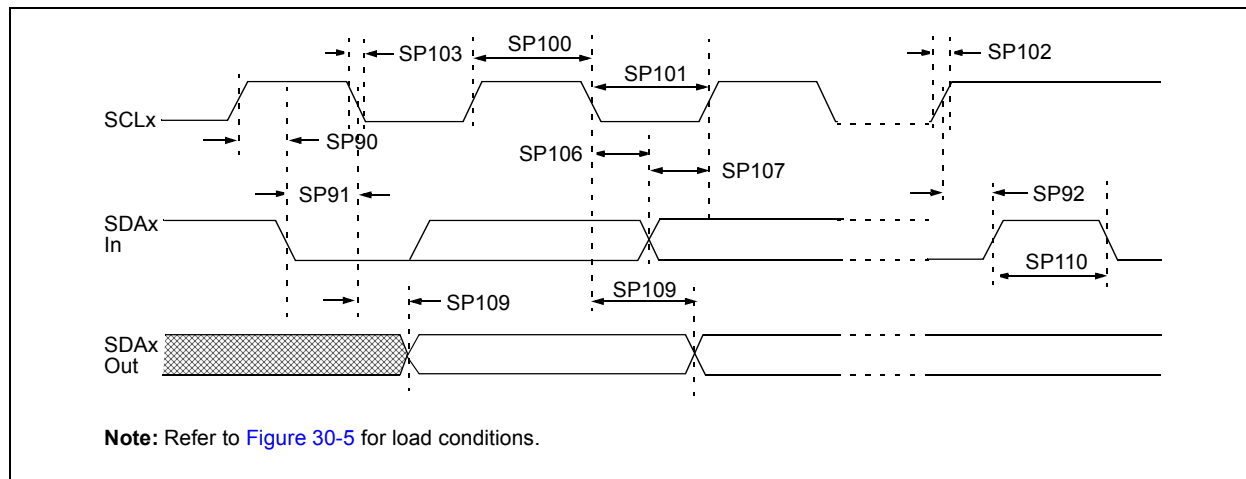 SP103
SP100
SP102
SP101
SCLx
SP90
SP106
SP107
SP91
SP92
SDAx
In
SP110
SP109
SP109
SDAx
Out
Note: Refer to Figure 30-5 for load conditions.